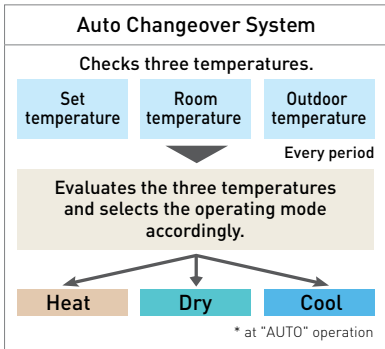 Auto Changeover System
Checks three temperatures.
Set
temperature
Room
temperature
Outdoor
temperature
Every period
Evaluates the three temperatures
and selects the operating mode
accordingly.
Heat
Dry
Cool
* at "AUTO" operation